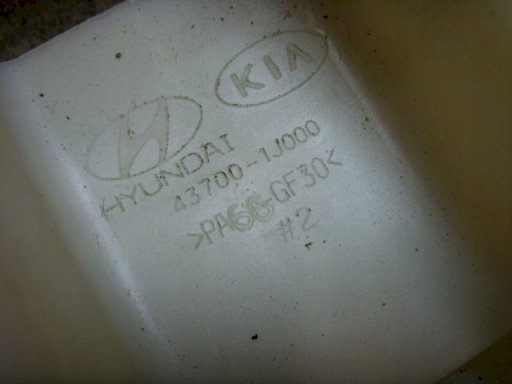 KIA
HYUNDAI
43700-1J000
>PA66-GF30<
#2